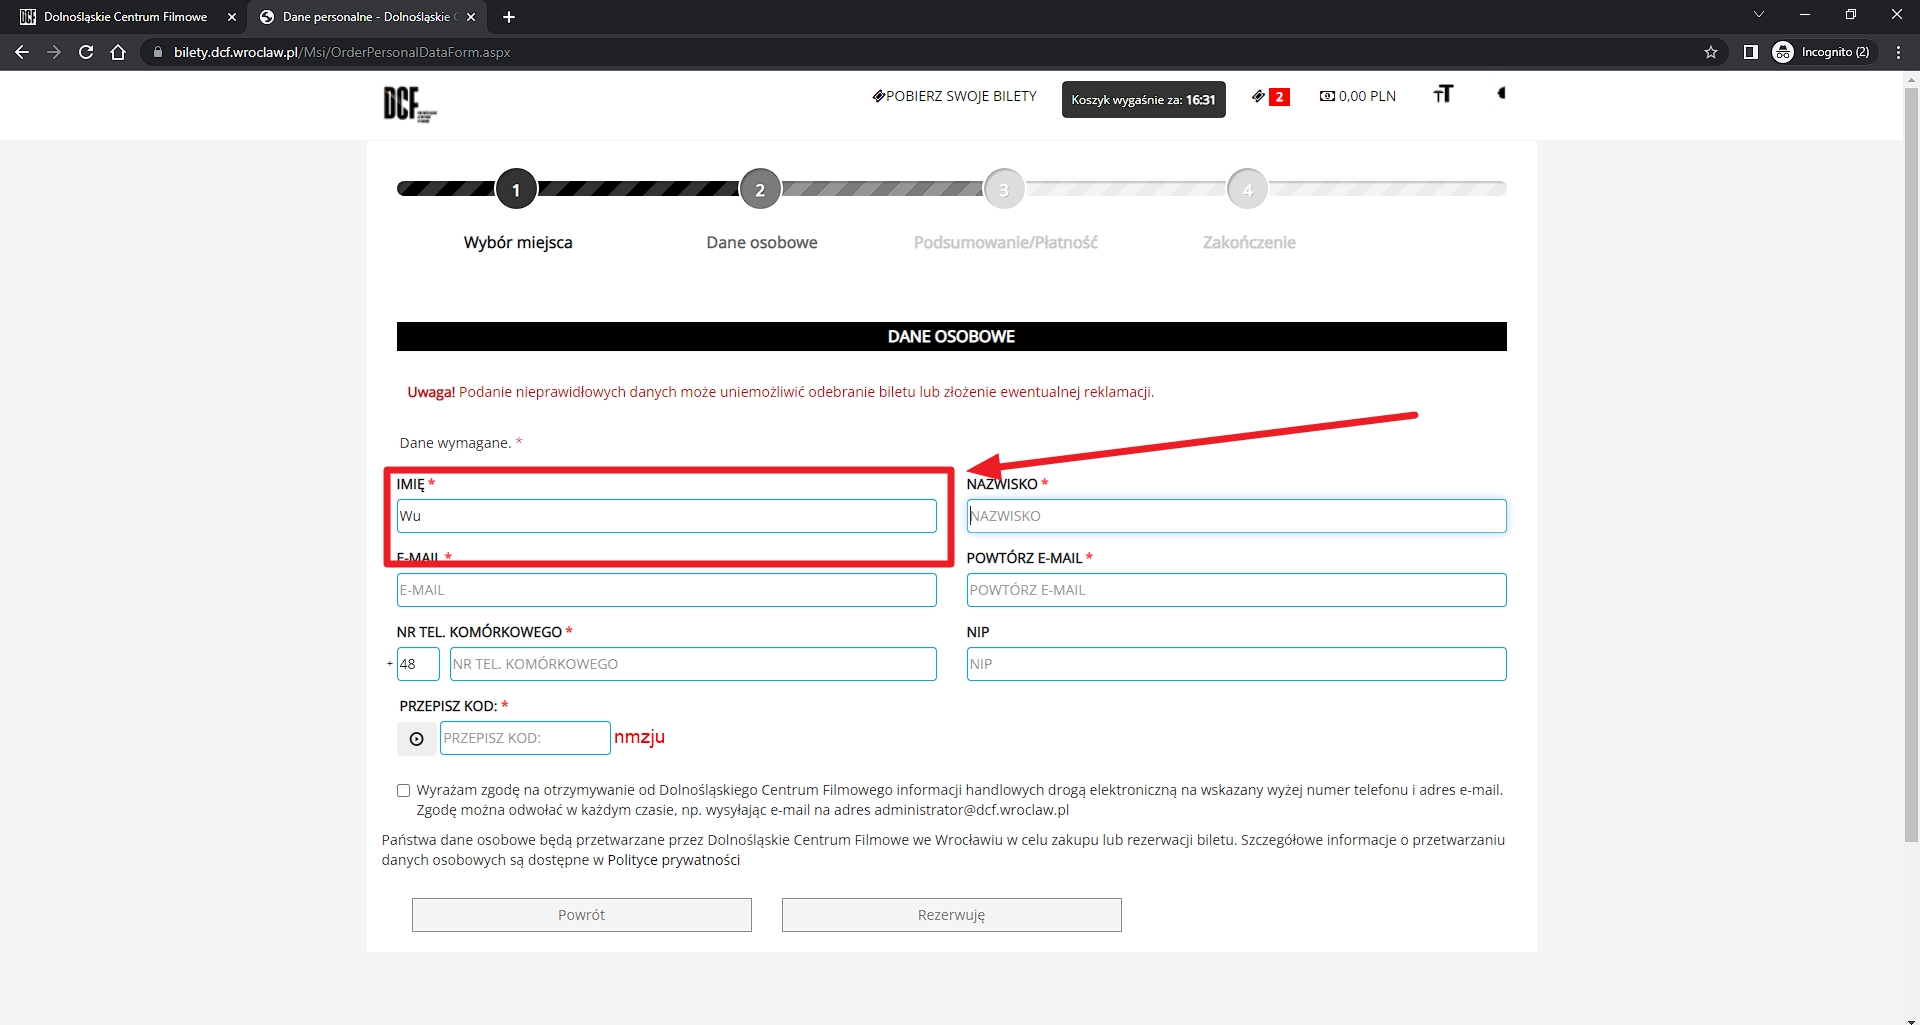 Dolnośląskie Centrum Filmowe
Dane personalne - Dolnośląskie C
bilety.dcf.wroclaw.pl/Msi/OrderPersonalDataForm.aspx
Incognito (2)
DCF
POBIERZ SWOJE BILETY
Koszyk wygaśnie za: 16:31
2
0,00 PLN
TT
1
2
3
4
Wybór miejsca
Dane osobowe
Podsumowanie/Płatność
Zakończenie
DANE OSOBOWE
Uwaga! Podanie nieprawidłowych danych może uniemożliwić odebranie biletu lub złożenie ewentualnej reklamacji.
Dane wymagane. *
IMIĘ *
NAZWISKO *
Wu
NAZWISKO
E-MAIL *
POWTÓRZ E-MAIL *
E-MAIL
POWTÓRZ E-MAIL
NR TEL. KOMÓRKOWEGO *
NIP
+ 48
NR TEL. KOMÓRKOWEGO
NIP
PRZEPISZ KOD: *
PRZEPISZ KOD:
nmzju
Wyrażam zgodę na otrzymywanie od Dolnośląskiego Centrum Filmowego informacji handlowych drogą elektroniczną na wskazany wyżej numer telefonu i adres e-mail.
Zgodę można odwołać w każdym czasie, np. wysyłając e-mail na adres administrator@dcf.wroclaw.pl
Państwa dane osobowe będą przetwarzane przez Dolnośląskie Centrum Filmowe we Wrocławiu w celu zakupu lub rezerwacji biletu. Szczegółowe informacje o przetwarzaniu
danych osobowych są dostępne w Polityce prywatności
Powrót
Rezerwuję